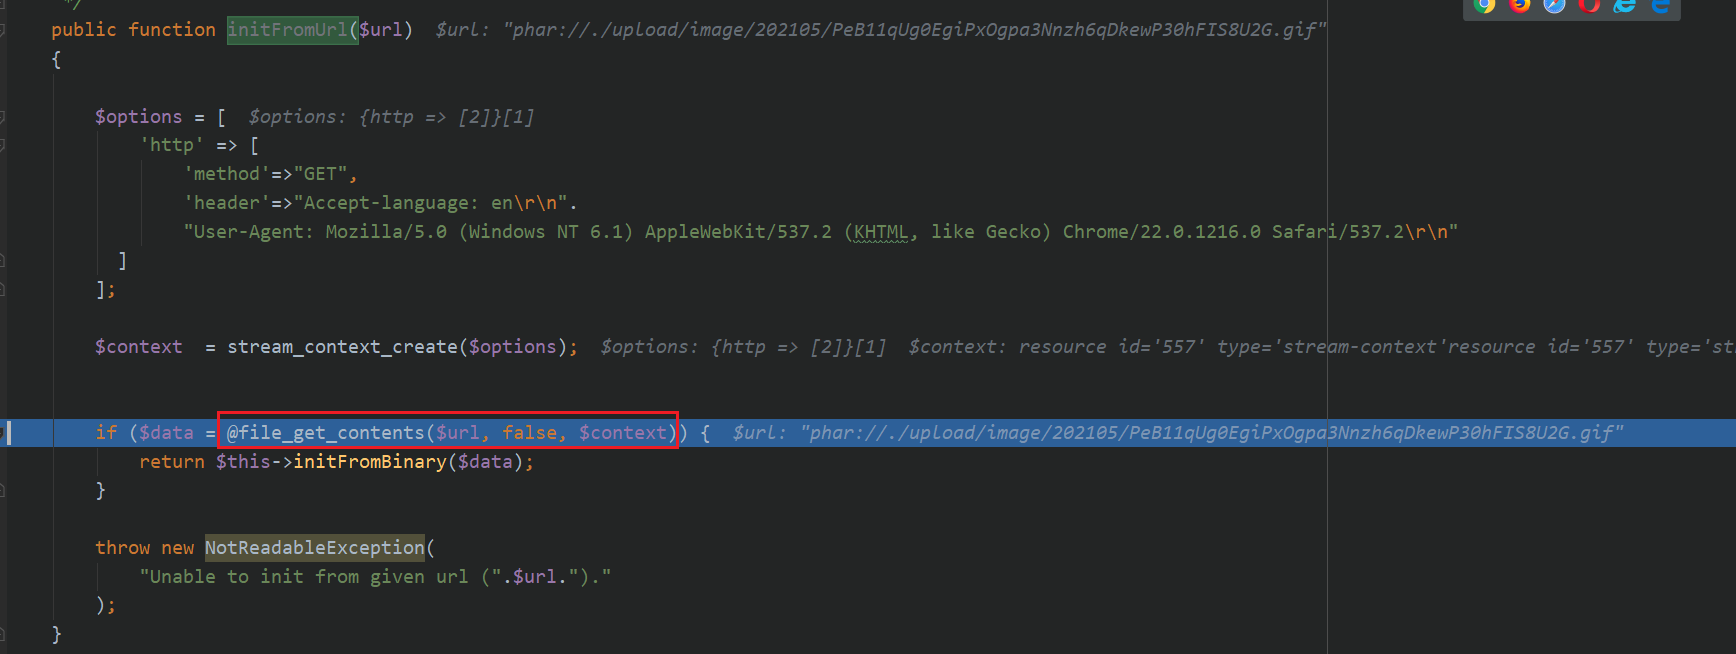 */
public function initFromUrl($url)  $url: "phar://./upload/image/202105/PeB11qUg0EgiPxOgpa3Nnzh6qDkewP30hFIS8U2G.gif"
{
$options = [  $options: {http => [2]}[1]
'http' => [
'method'=>"GET",
'header'=>"Accept-language: en\r\n".
"User-Agent: Mozilla/5.0 (Windows NT 6.1) AppleWebKit/537.2 (KHTML, like Gecko) Chrome/22.0.1216.0 Safari/537.2\r\n"
]
];
$context  = stream_context_create($options);  $options: {http => [2]}[1]  $context: resource id='557' type='stream-context'resource id='557' type='str
if ($data = @file_get_contents($url, false, $context)) {  $url: "phar://./upload/image/202105/PeB11qUg0EgiPxOgpa3Nnzh6qDkewP30hFIS8U2G.gif"
return $this->initFromBinary($data);
}
throw new NotReadableException(
"Unable to init from given url (".$url.")."
);
}